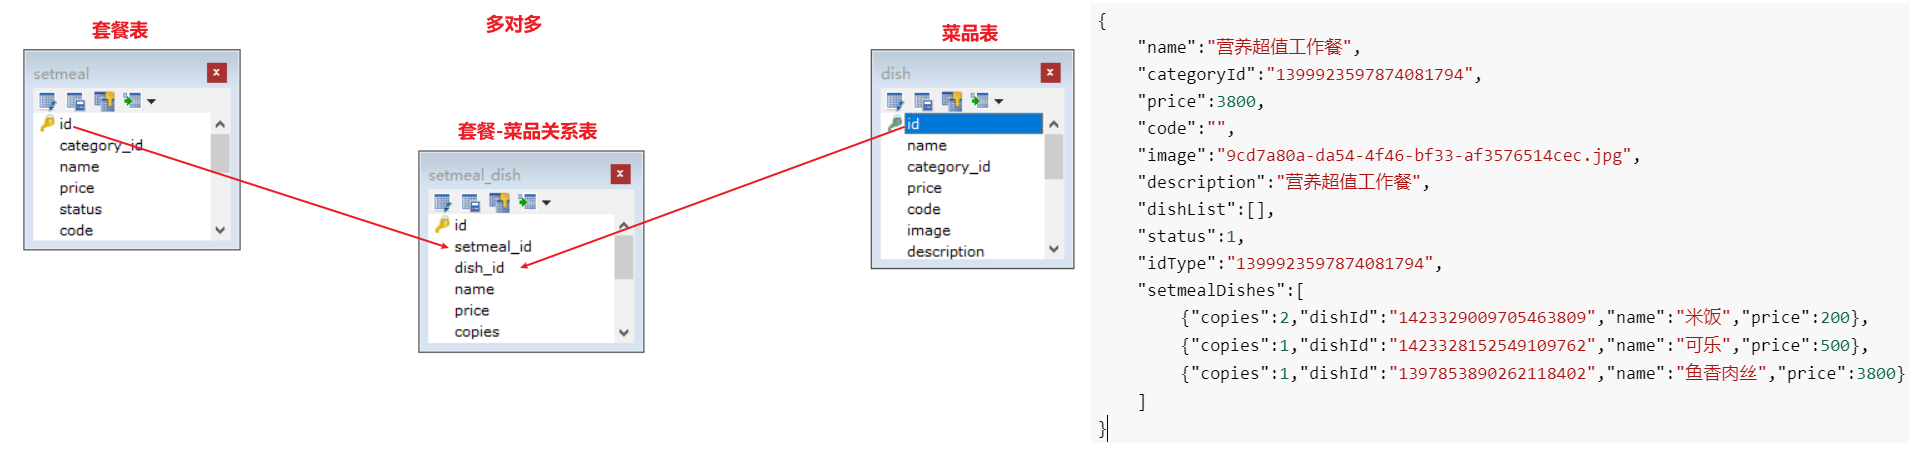 套餐表
多对多
菜品表
setmeal
id
category_id
name
price
status
code
套餐-菜品关系表
setmeal_dish
id
setmeal_id
dish_id
name
price
copies
dish
id
name
category_id
price
code
image
description
{
"name":"营养超值工作餐",
"categoryId":"1399923597874081794",
"price":3800,
"code":"",
"image":"9cd7a80a-da54-4f46-bf33-af3576514cec.jpg",
"description":"营养超值工作餐",
"dishList":[],
"status":1,
"idType":"1399923597874081794",
"setmealDishes":[
{"copies":2,"dishId":"1423329009705463809","name":"米饭","price":200},
{"copies":1,"dishId":"1423328152549109762","name":"可乐","price":500},
{"copies":1,"dishId":"1397853890262118402","name":"鱼香肉丝","price":3800}
]
}